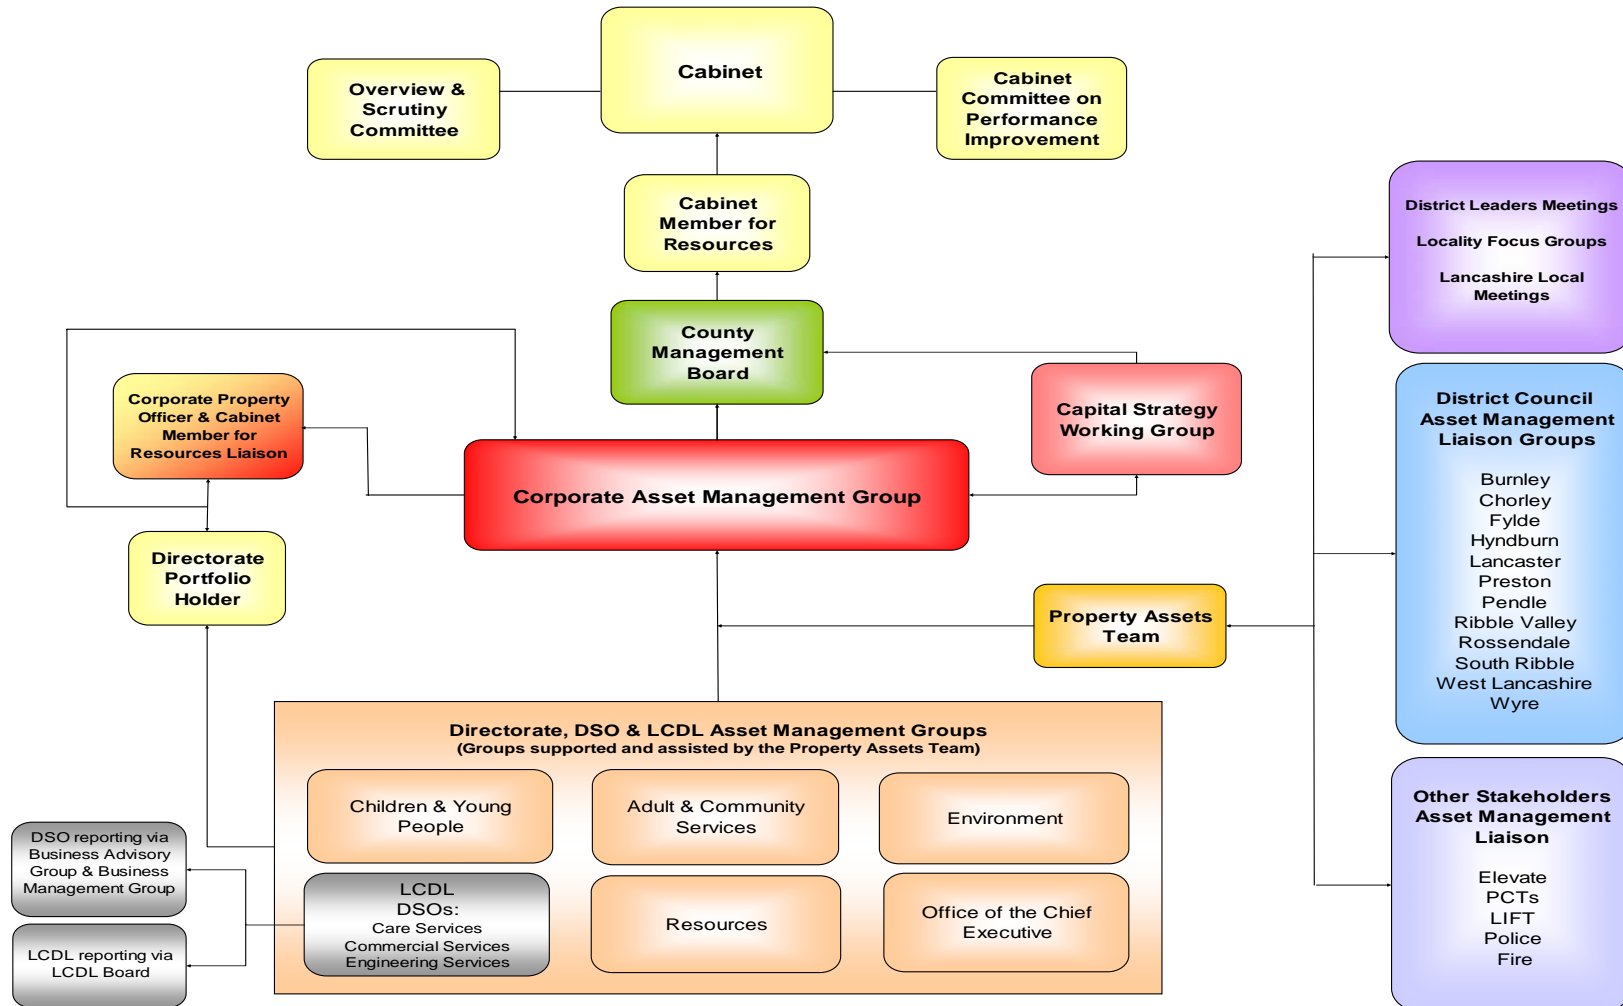 Cabinet
Overview &
Scrutiny
Committee
Cabinet
Committee on
Performance
Improvement
Cabinet
Member for
Resources
District Leaders Meetings
Locality Focus Groups
Lancashire Local
Meetings
County
Management
Board
Corporate Property
Officer & Cabinet
Member for
Resources Liaison
Capital Strategy
Working Group
District Council
Asset Management
Liaison Groups
Burnley
Chorley
Fylde
Hyndburn
Lancaster
Preston
Pendle
Ribble Valley
Rossendale
South Ribble
West Lancashire
Wyre
Corporate Asset Management Group
Directorate
Portfolio
Holder
Property Assets
Team
Directorate, DSO & LCDL Asset Management Groups
(Groups supported and assisted by the Property Assets Team)
Children & Young
People
Adult & Community
Services
Environment
Other Stakeholders
Asset Management
Liaison
Elevate
PCTs
LIFT
Police
Fire
DSO reporting via
Business Advisory
Group & Business
Management Group
LCDL
DSOs:
Care Services
Commercial Services
Engineering Services
Resources
Office of the Chief
Executive
LCDL reporting via
LCDL Board